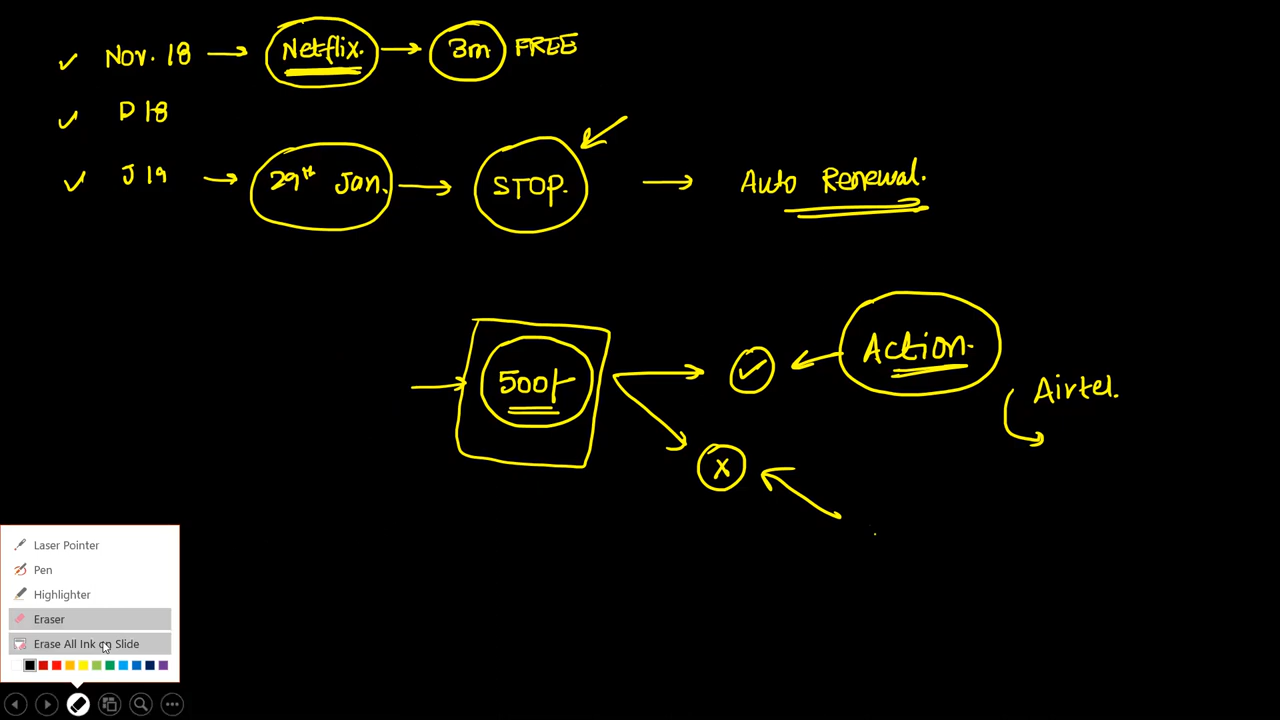 Nov. 18 → Netflix. → 3m FREE
D 18
J 19 → 29th Jan. → STOP. → Auto Renewal.
Action.
500/-
Airtel.
x
Laser Pointer
Pen
Highlighter
Eraser
Erase All Ink on Slide